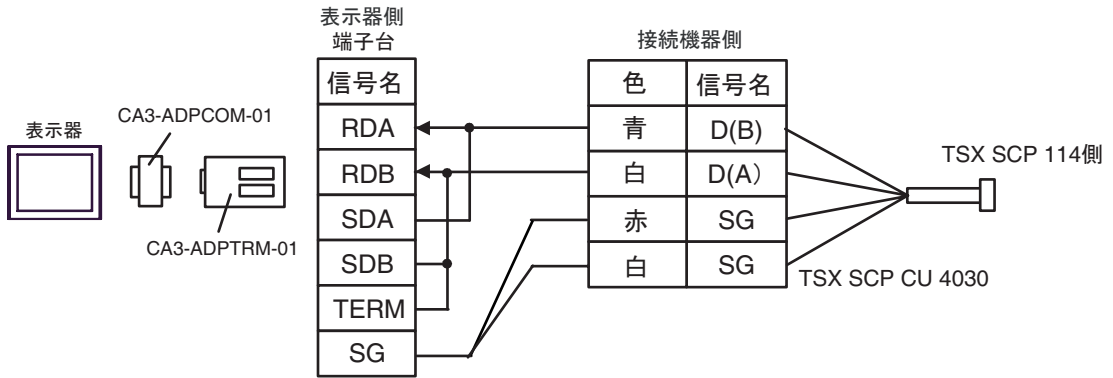 表示器側
端子台
接続機器側
信号名
色
信号名
CA3-ADPCOM-01
表示器
RDA
青
D(B)
RDB
白
D(A）
TSX SCP 114側
SDA
赤
SG
CA3-ADPTRM-01
SDB
白
SG
TSX SCP CU 4030
TERM
SG